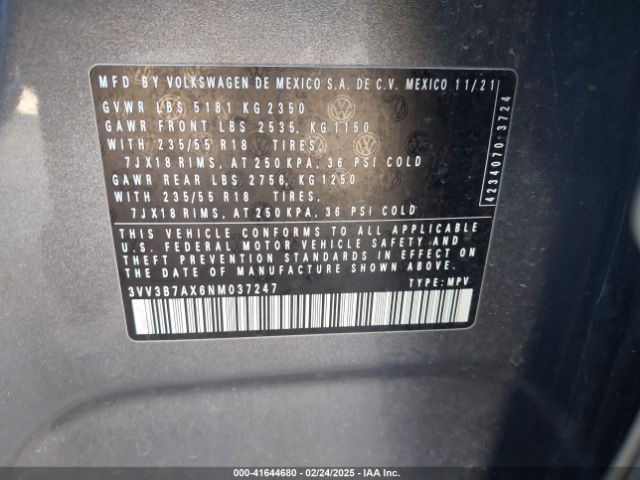 MFD BY VOLKSWAGEN DE MEXICO S.A. DE C.V. MEXICO 11/21
GVWR LBS 5181 KG 2350
GAWR FRONT LBS 2535, KG 1150
WITH 235/55 R18 TIRES,
7JX18 RIMS, AT 250 KPA, 36 PSI COLD
GAWR REAR LBS 2756, KG 1250
WITH 235/55 R18 TIRES,
7JX18 RIMS, AT 250 KPA, 36 PSI COLD
THIS VEHICLE CONFORMS TO ALL APPLICABLE
U.S. FEDERAL MOTOR VEHICLE SAFETY AND
THEFT PREVENTION STANDARDS IN EFFECT ON
THE DATE OF MANUFACTURE SHOWN ABOVE.
3VV3B7AX6NM037247 TYPE: MPV
4234070 3724
000-41644680 - 02/24/2025 - IAAI.com